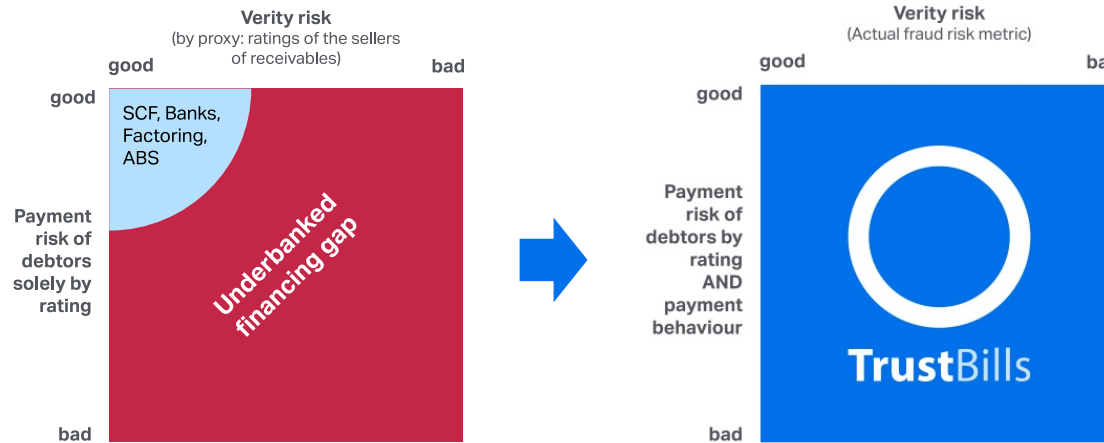 Verity risk
(by proxy: ratings of the sellers
of receivables)
good
bad
good
SCF, Banks,
Factoring,
ABS
Payment
risk of
debtors
solely by
rating
Underbanked
financing gap
bad
Verity risk
(Actual fraud risk metric)
good
ba
good
Payment
risk of
debtors by
rating
AND
payment
behaviour
TrustBills
bad